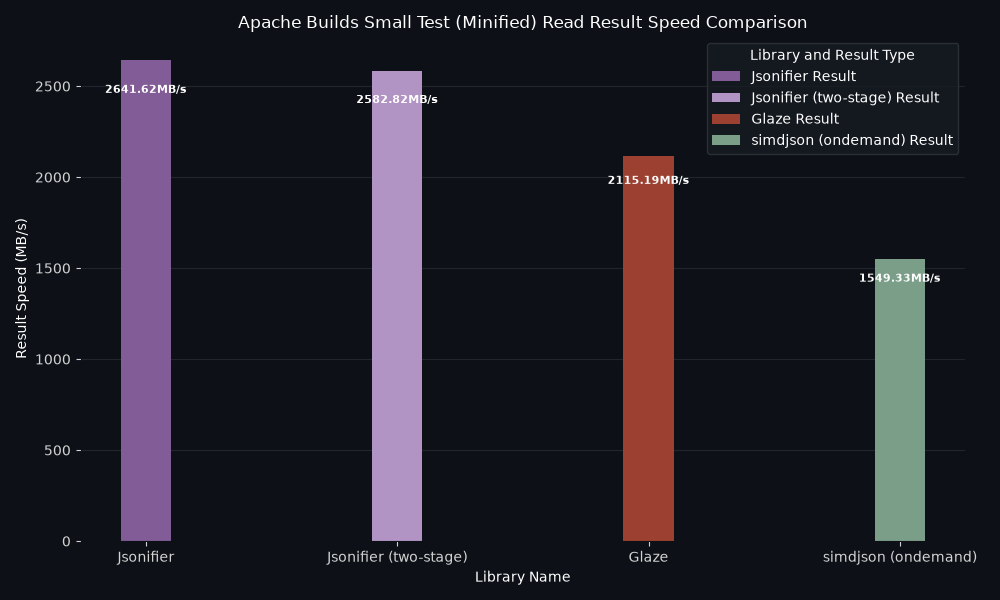 Apache Builds Small Test (Minified) Read Result Speed Comparison
Library and Result Type
Jsonifier Result
Jsonifier (two-stage) Result
Glaze Result
simdjson (ondemand) Result
Result Speed (MB/s)
2500
2000
1500
1000
500
0
2641.62MB/s
2582.82MB/s
2115.19MB/s
1549.33MB/s
Jsonifier
Jsonifier (two-stage)
Glaze
simdjson (ondemand)
Library Name